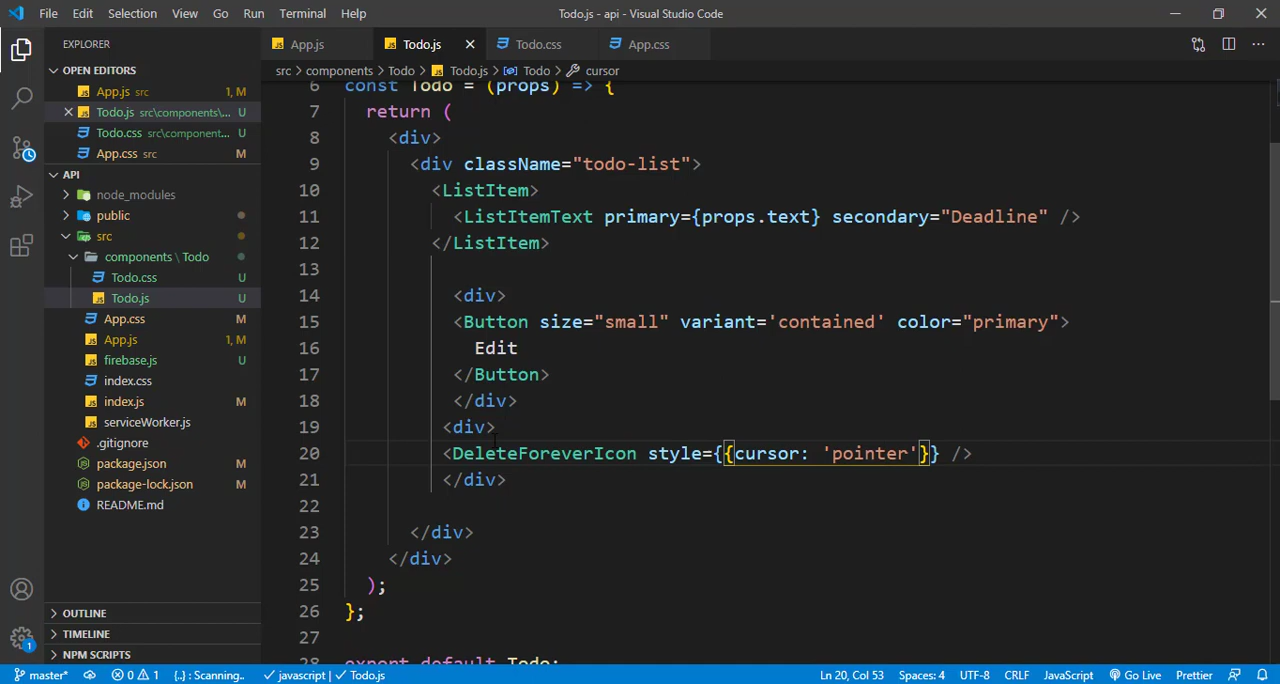 File Edit Selection View Go Run Terminal Help Todo.js - api - Visual Studio Code
EXPLORER
OPEN EDITORS
App.js 1, M
Todo.js src\components\... U
Todo.css src\component... U
App.css src M
API
node_modules
public
src
components \ Todo
Todo.css U
Todo.js U
App.css M
App.js 1, M
firebase.js U
index.css
index.js M
serviceWorker.js
.gitignore
package.json M
package-lock.json M
README.md
OUTLINE
TIMELINE
NPM SCRIPTS
App.js Todo.js Todo.css App.css
src > components > Todo > Todo.js > Todo > cursor
6 const Todo = (props) => {
7 return (
8 <div>
9 <div className="todo-list">
10 <ListItem>
11 <ListItemText primary={props.text} secondary="Deadline" />
12 </ListItem>
13
14 <div>
15 <Button size="small" variant='contained' color="primary">
16 Edit
17 </Button>
18 </div>
19 <div>
20 <DeleteForeverIcon style={{cursor: 'pointer'}} />
21 </div>
22
23 </div>
24 </div>
25 );
26 };
27
28 export default Todo;
master* 0 1 {..} : Scanning.. javascript | Todo.js Ln 20, Col 53 Spaces: 4 UTF-8 CRLF JavaScript Go Live Prettier